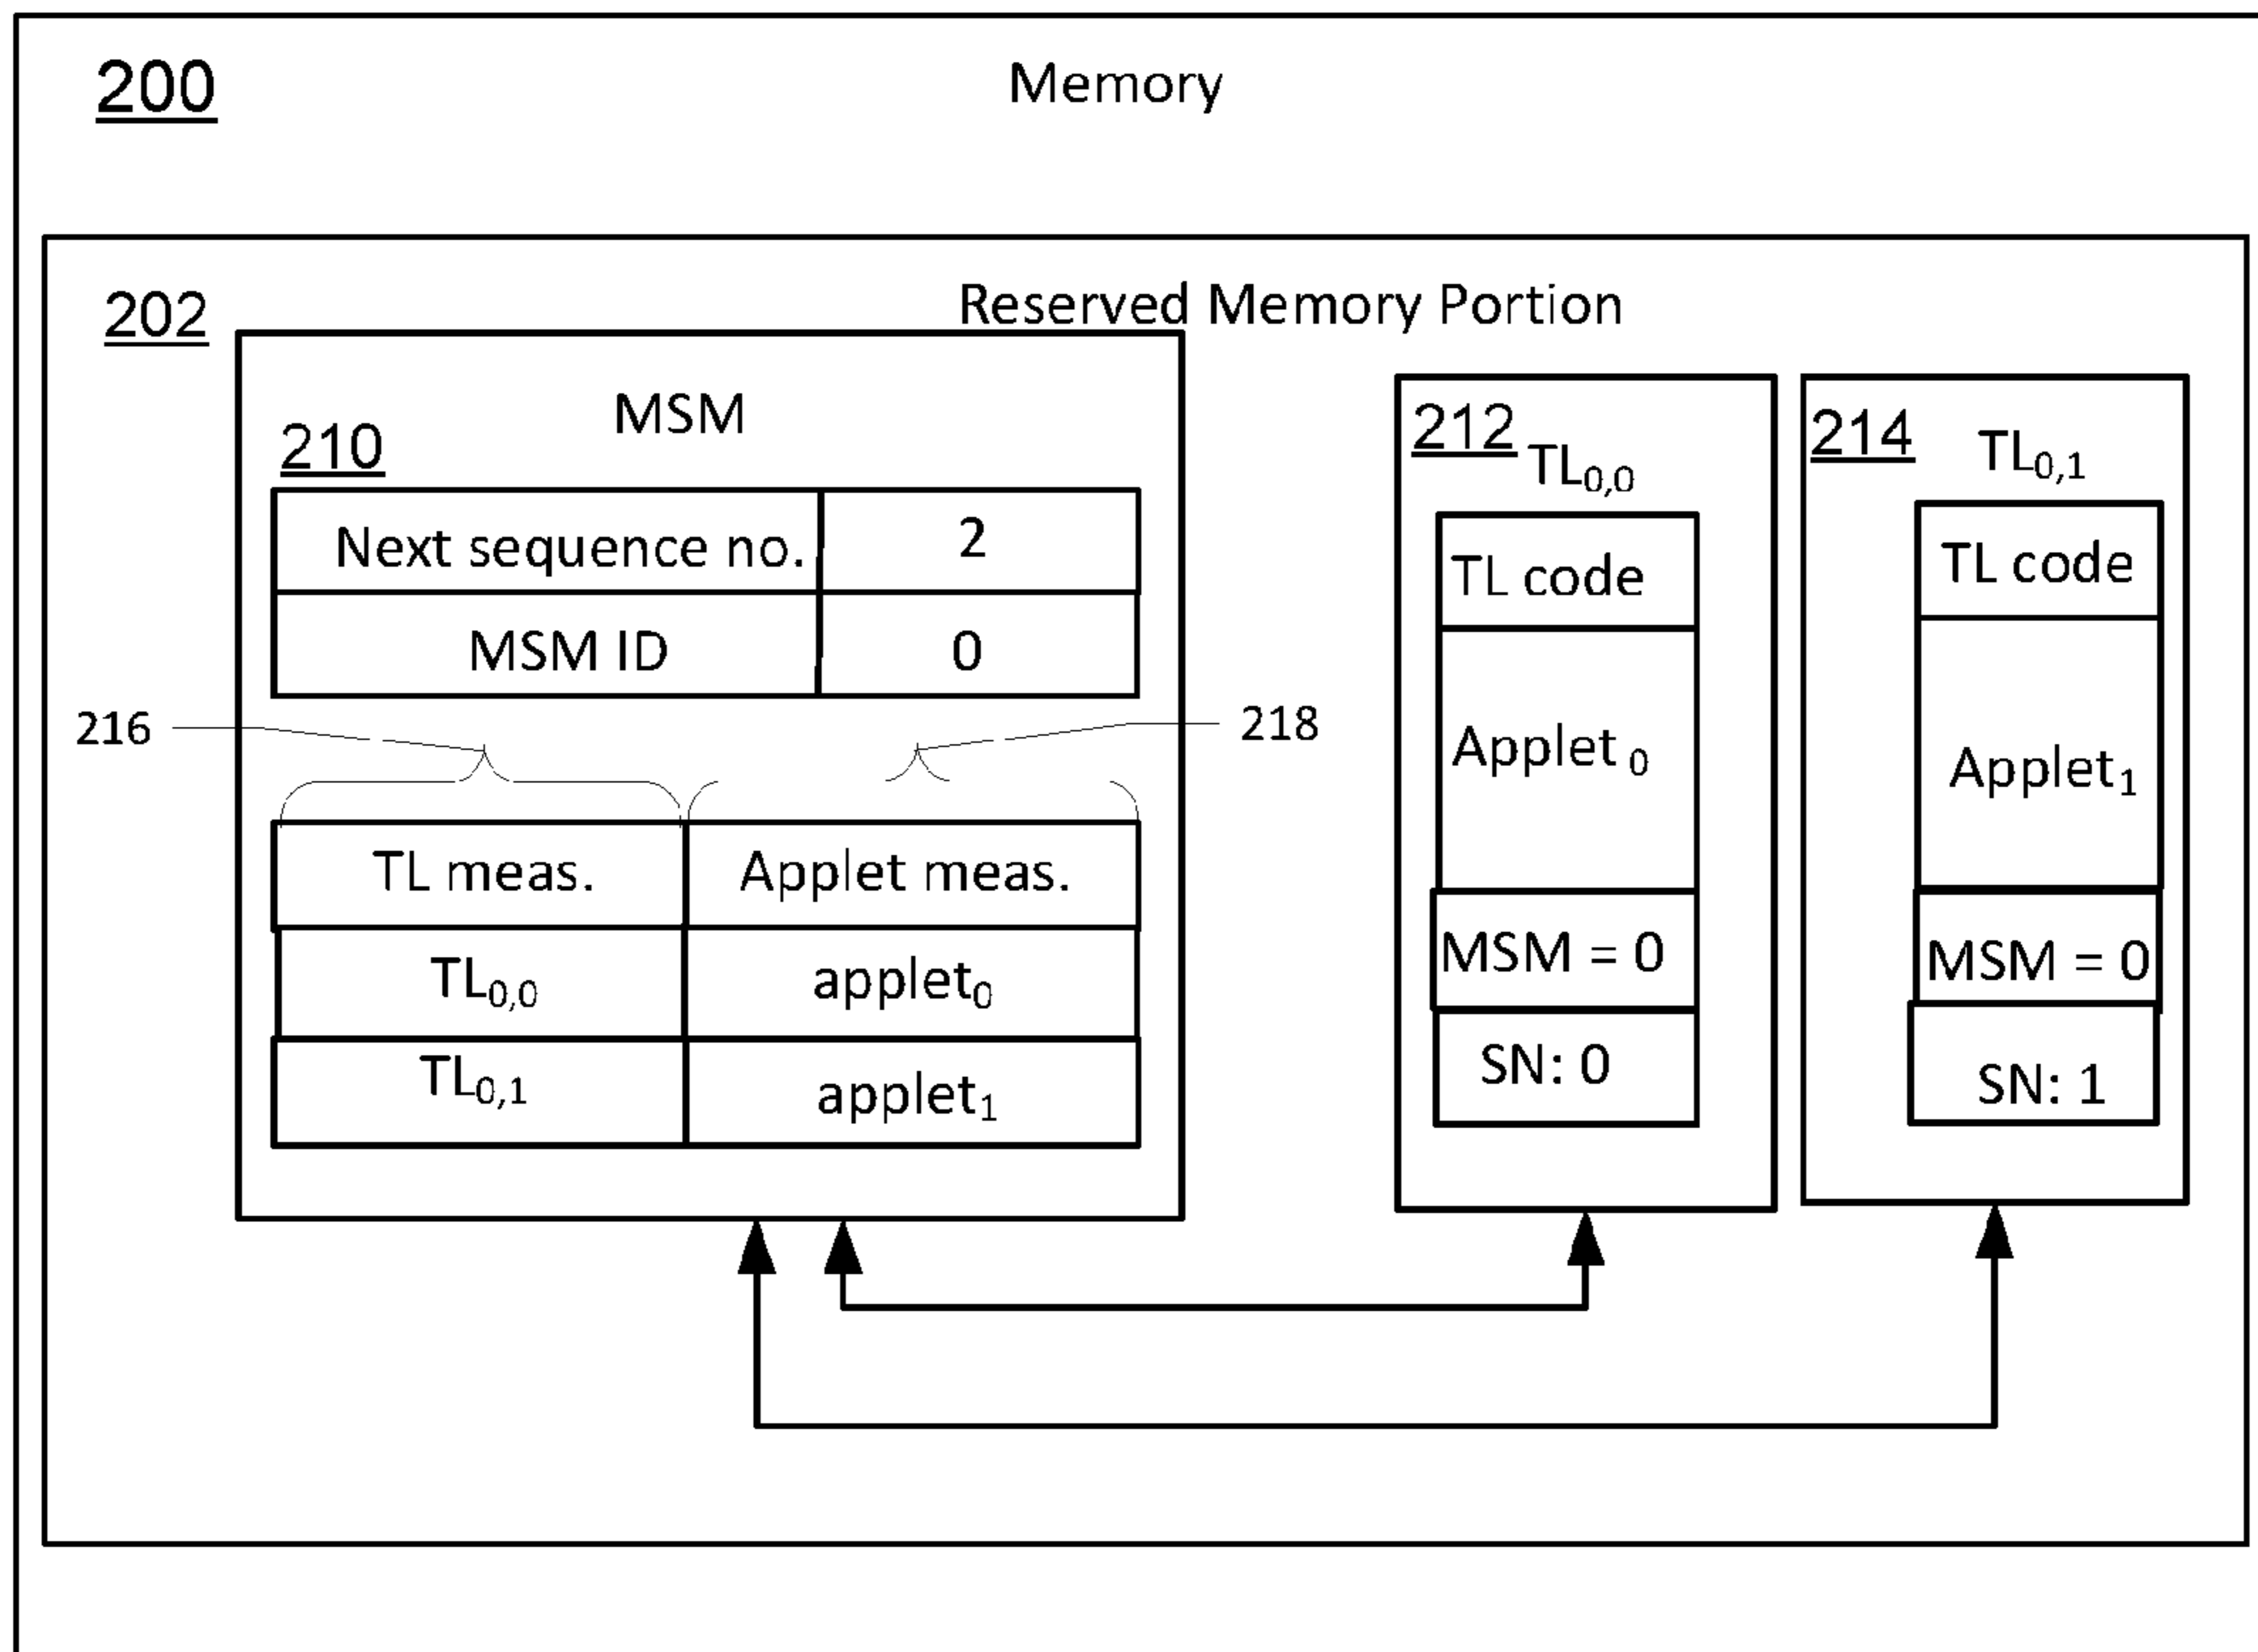 200
Memory
202
Reserved Memory Portion
MSM
210
Next sequence no. 2
MSM ID 0
216
218
TL meas. Applet meas.
TL0,0 applet0
TL0,1 applet1
212
TL0,0
TL code
Applet 0
MSM = 0
SN: 0
214
TL0,1
TL code
Applet1
MSM = 0
SN: 1